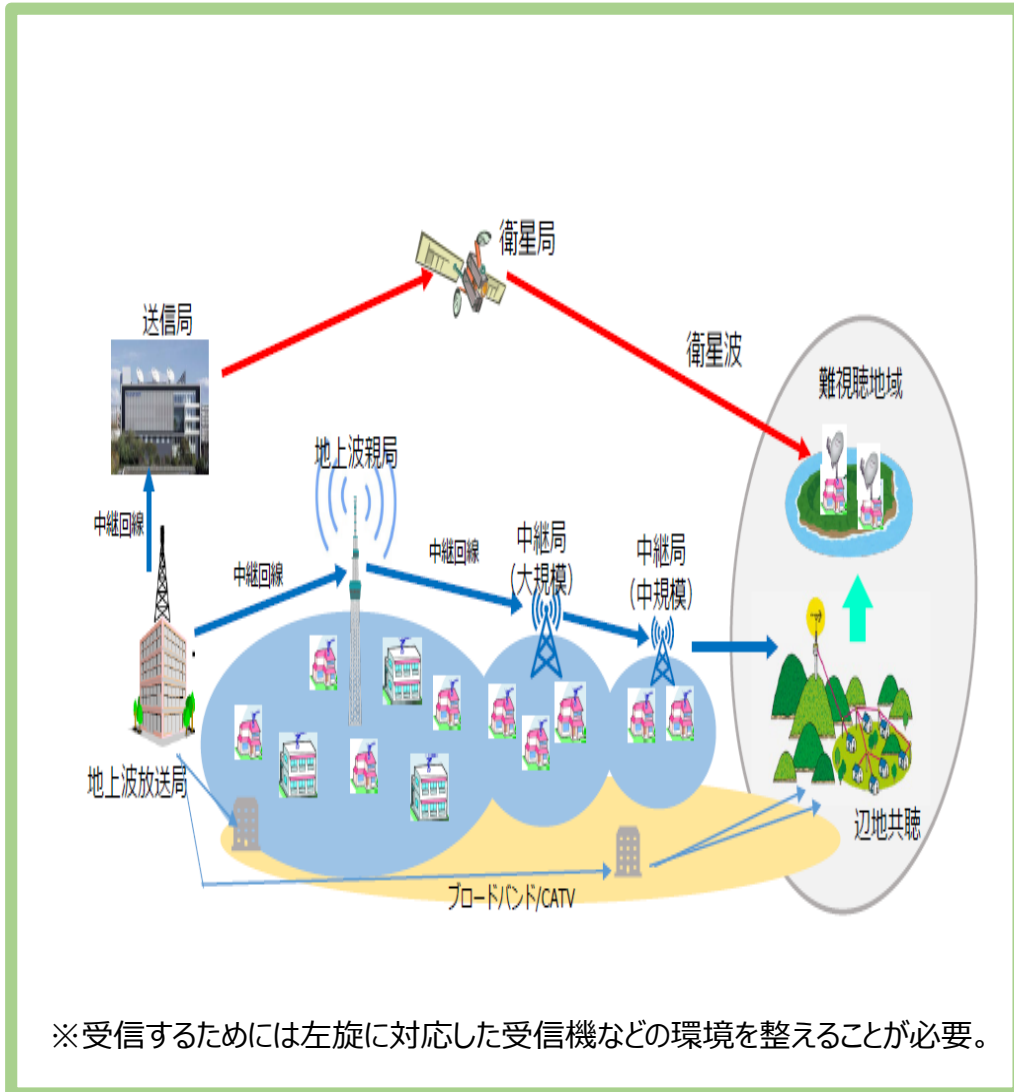 衛星局
送信局
衛星波
難視聴地域
地上波親局
中継回線
中継回線
中継回線
中継局
(大規模)
中継局
(中規模)
地上波放送局
辺地共聴
ブロードバンド/CATV
※受信するためには左旋に対応した受信機などの環境を整えることが必要。